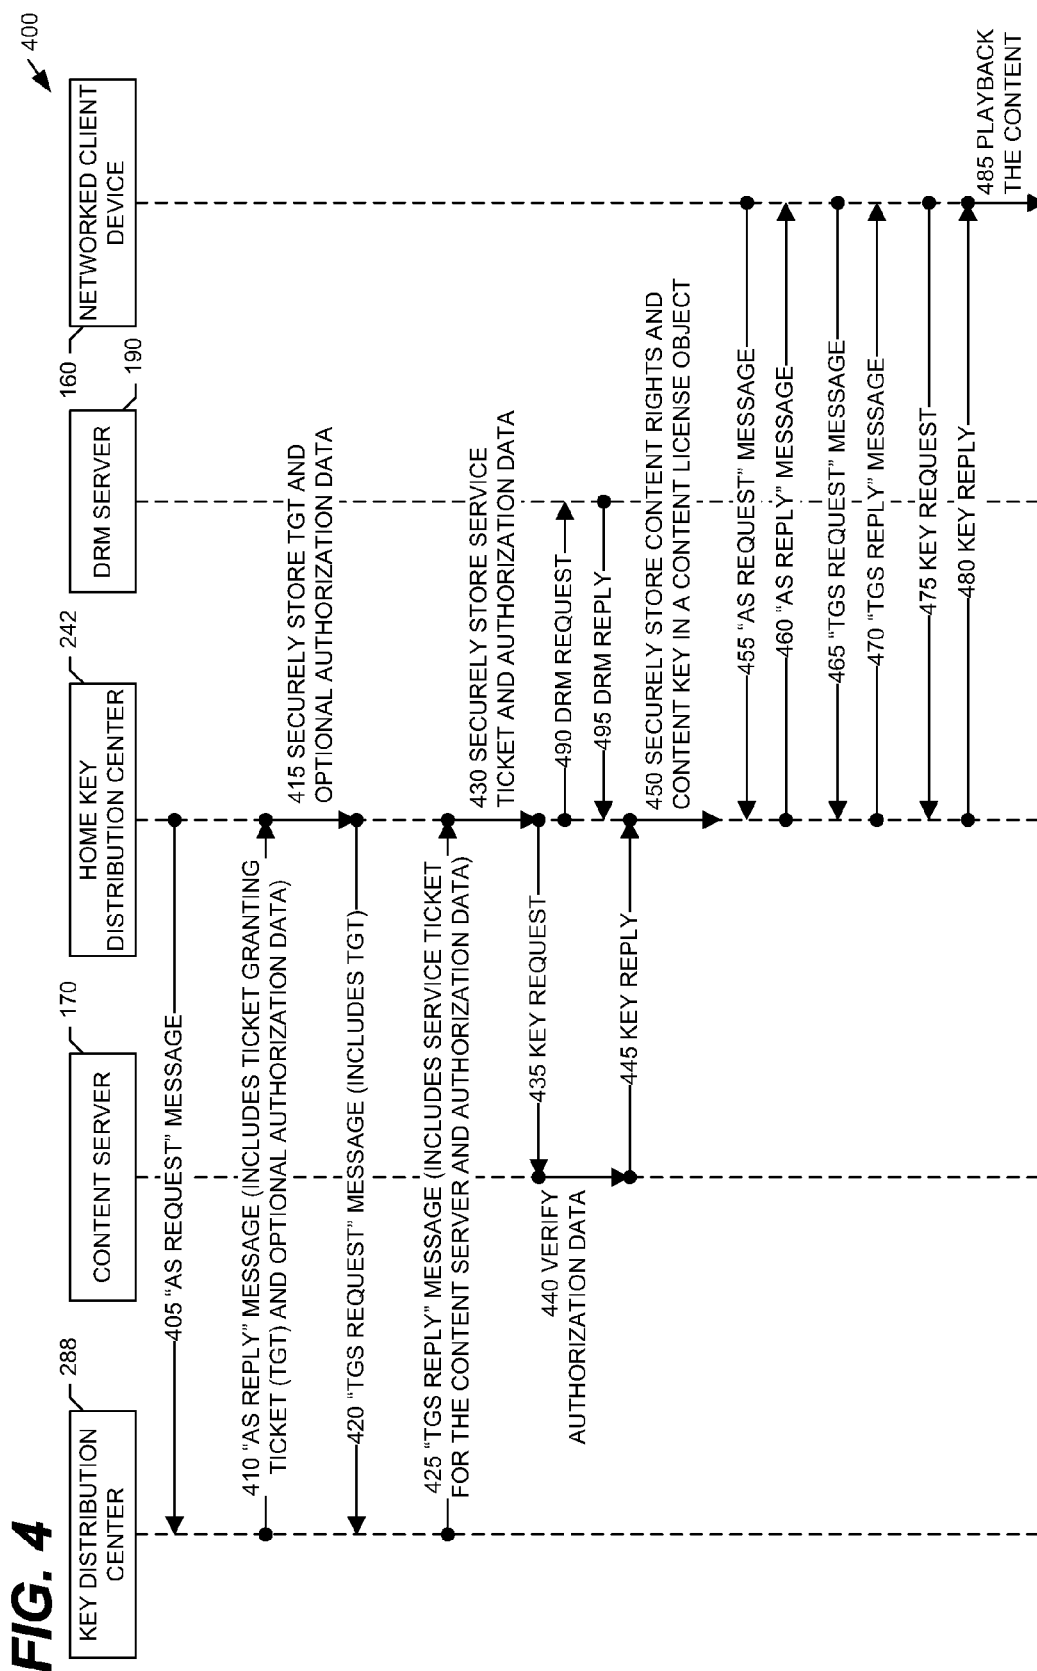 FIG. 4
400
KEY DISTRIBUTION
CENTER
288
CONTENT SERVER
170
HOME KEY
DISTRIBUTION CENTER
242
DRM SERVER
190
NETWORKED CLIENT
DEVICE
160
405 “AS REQUEST” MESSAGE
410 “AS REPLY” MESSAGE (INCLUDES TICKET GRANTING
TICKET (TGT) AND OPTIONAL AUTHORIZATION DATA)
415 SECURELY STORE TGT AND
OPTIONAL AUTHORIZATION DATA
420 “TGS REQUEST” MESSAGE (INCLUDES TGT)
425 “TGS REPLY” MESSAGE (INCLUDES SERVICE TICKET
FOR THE CONTENT SERVER AND AUTHORIZATION DATA)
430 SECURELY STORE SERVICE
TICKET AND AUTHORIZATION DATA
435 KEY REQUEST
490 DRM REQUEST
440 VERIFY
AUTHORIZATION DATA
495 DRM REPLY
445 KEY REPLY
450 SECURELY STORE CONTENT RIGHTS AND
CONTENT KEY IN A CONTENT LICENSE OBJECT
455 “AS REQUEST” MESSAGE
460 “AS REPLY” MESSAGE
465 “TGS REQUEST” MESSAGE
470 “TGS REPLY” MESSAGE
475 KEY REQUEST
480 KEY REPLY
485 PLAYBACK
THE CONTENT